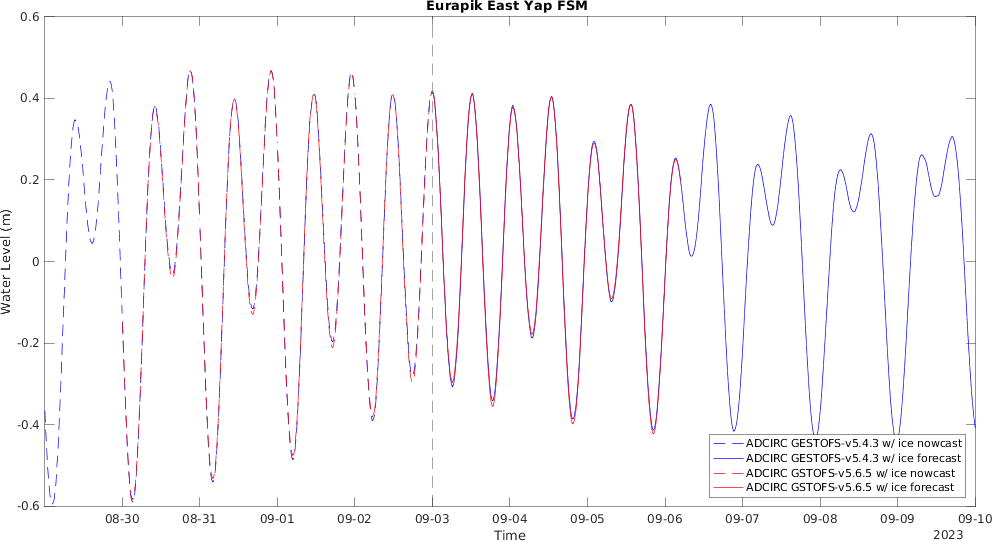 Eurapik East Yap FSM
0.6
0.4
0.2
0
-0.2
-0.4
-0.6
Water Level (m)
ADCIRC GESTOFS-v5.4.3 w/ ice nowcast
ADCIRC GESTOFS-v5.4.3 w/ ice forecast
ADCIRC GSTOFS-v5.6.5 w/ ice nowcast
ADCIRC GSTOFS-v5.6.5 w/ ice forecast
08-30 08-31 09-01 09-02 09-03 09-04 09-05 09-06 09-07 09-08 09-09 09-10
Time
2023